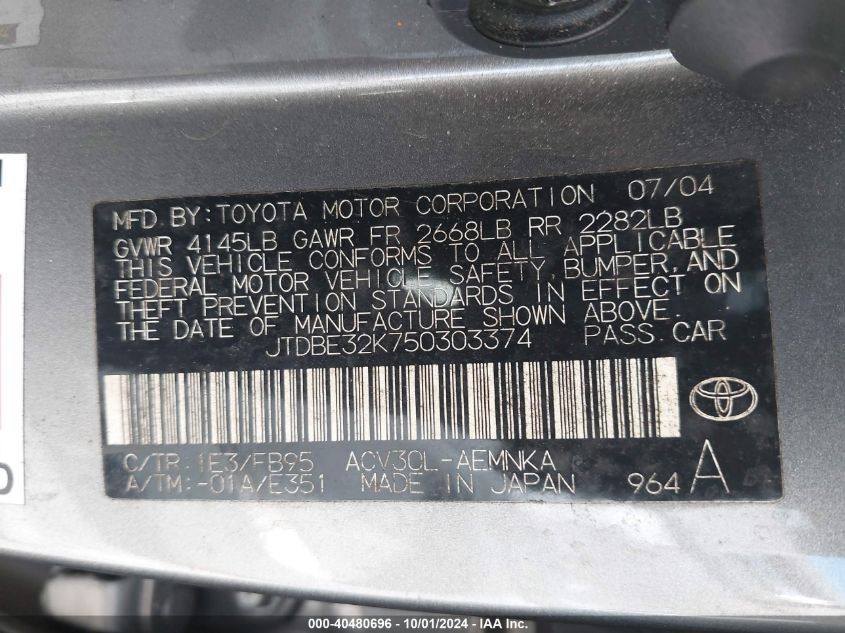 MFD BY: TOYOTA MOTOR CORPORATION 07/04
GVWR 4145LB GAWR FR 2668LB RR 2282LB
THIS VEHICLE CONFORMS TO ALL APPLICABLE
FEDERAL MOTOR VEHICLE SAFETY, BUMPER, AND
THEFT PREVENTION STANDARDS IN EFFECT ON
THE DATE OF MANUFACTURE SHOWN ABOVE.
JTDBE32K750303374 PASS. CAR
C/TR: 1E3/FB95 ACV30L-AEMNKA
A/TM: -01A/E351 MADE IN JAPAN 964 A
000-40480696 - 10/01/2024 - IAA Inc.